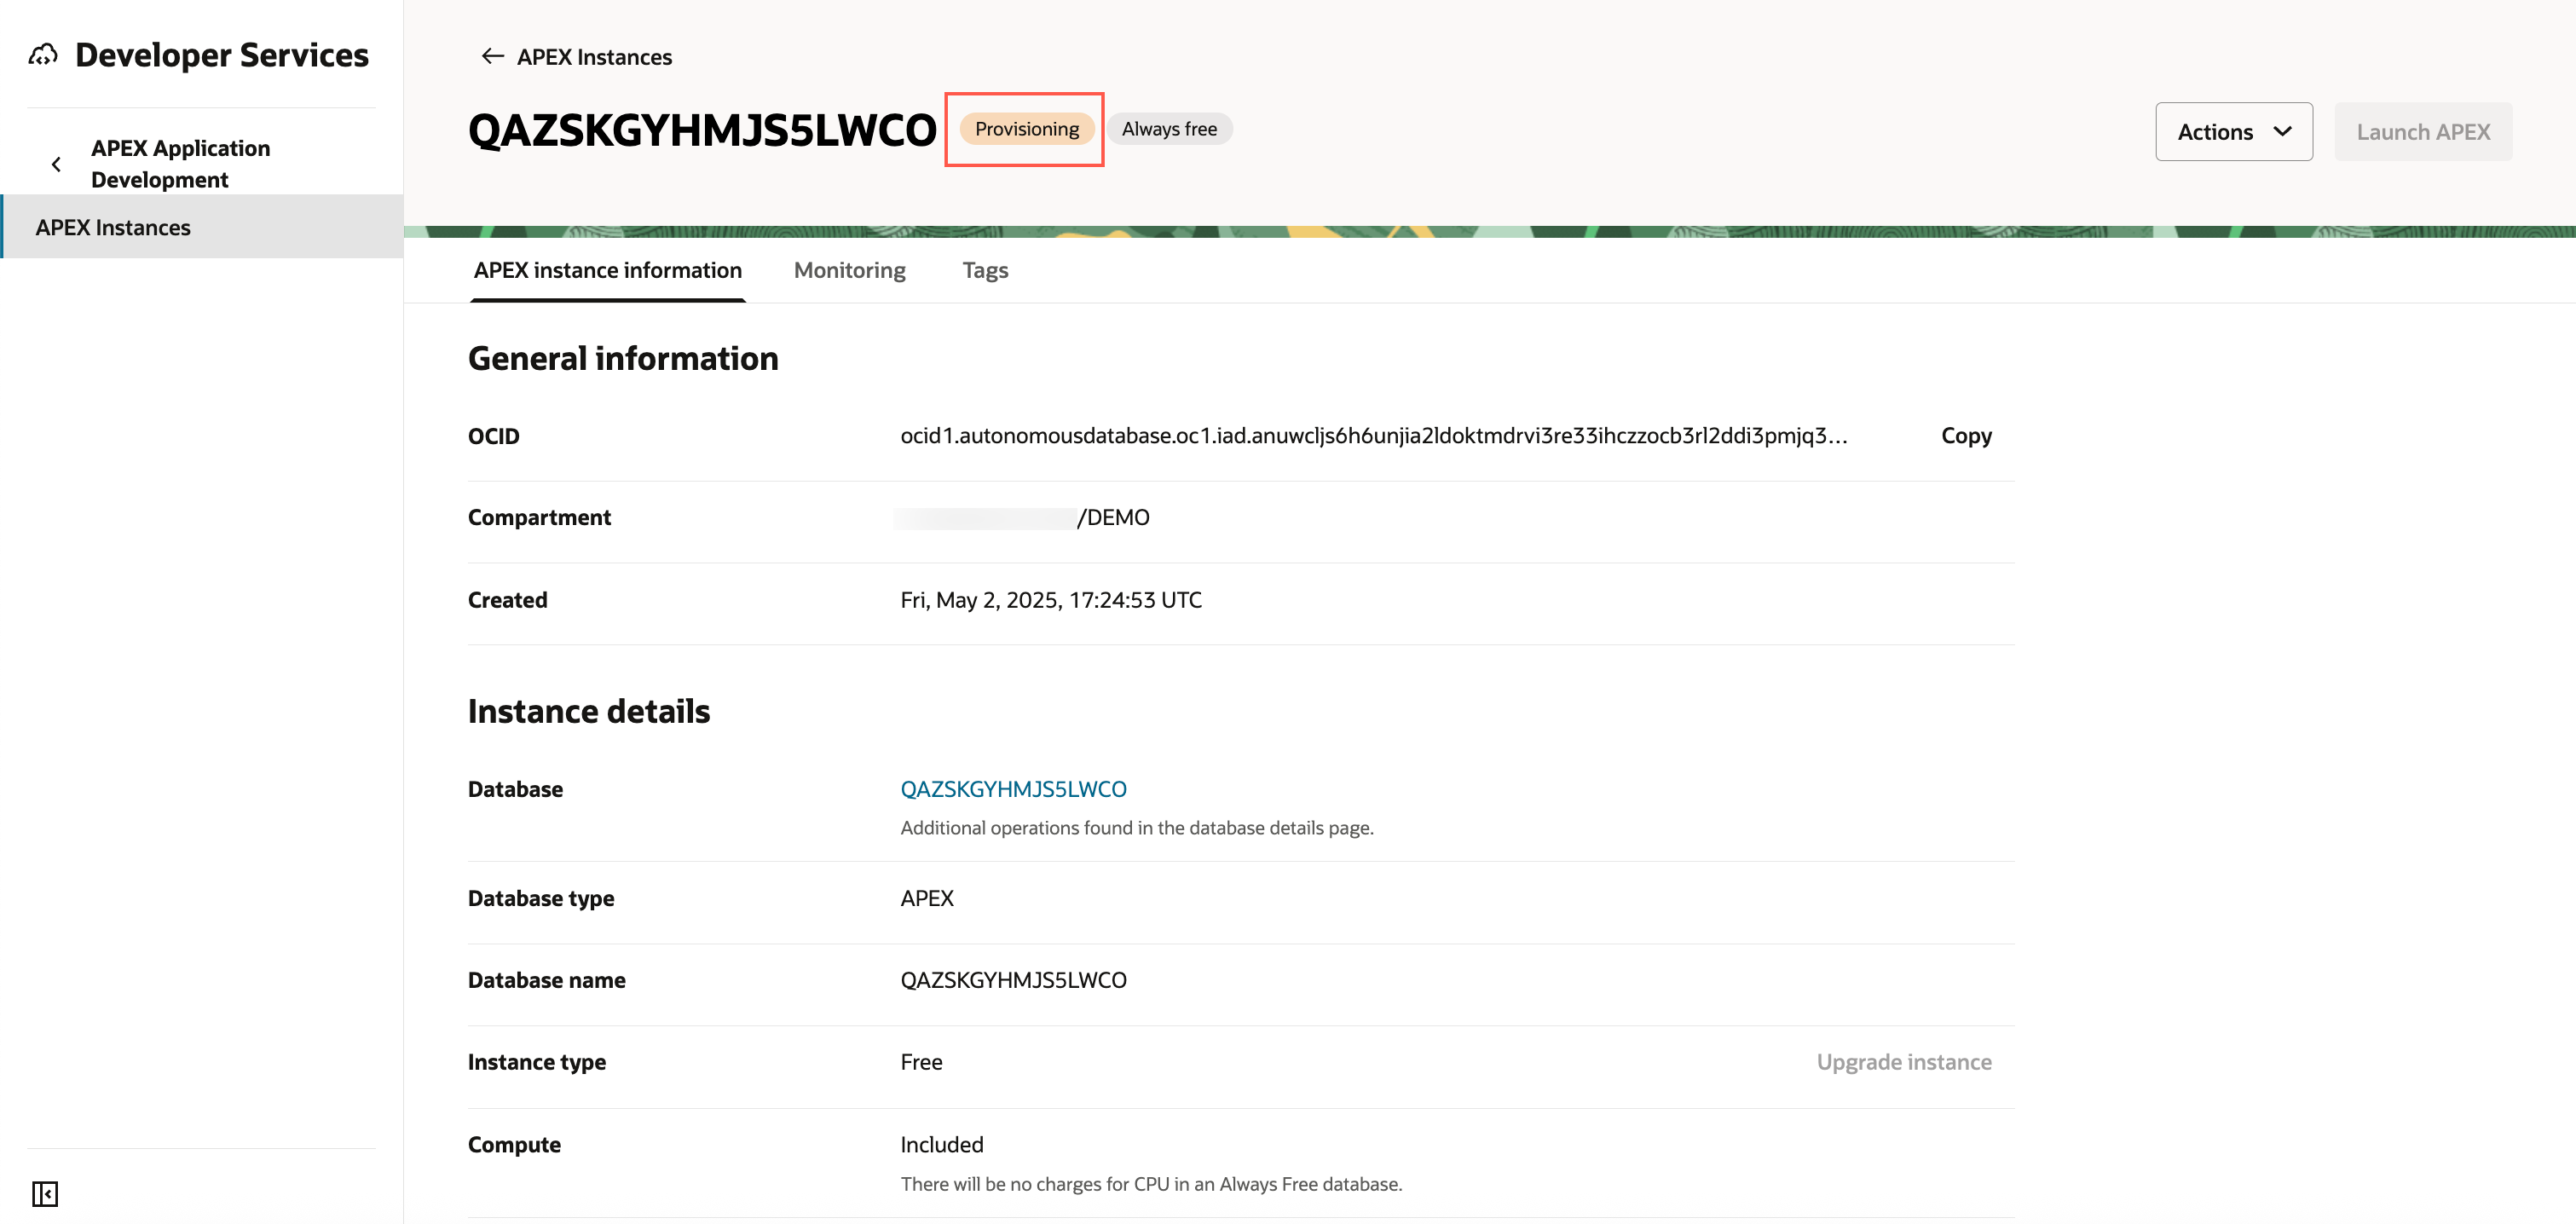 Developer Services
APEX Application
Development
APEX Instances
APEX Instances
QAZSKGYHMJS5LWCO Provisioning Always free
Actions Launch APEX
APEX instance information Monitoring Tags
General information
OCID ocid1.autonomousdatabase.oc1.iad.anuwcljs6h6unjia2ldoktmdrvi3re33ihczzocb3rl2ddi3pmjq3... Copy
Compartment /DEMO
Created Fri, May 2, 2025, 17:24:53 UTC
Instance details
Database QAZSKGYHMJS5LWCO
Additional operations found in the database details page.
Database type APEX
Database name QAZSKGYHMJS5LWCO
Instance type Free Upgrade instance
Compute Included
There will be no charges for CPU in an Always Free database.